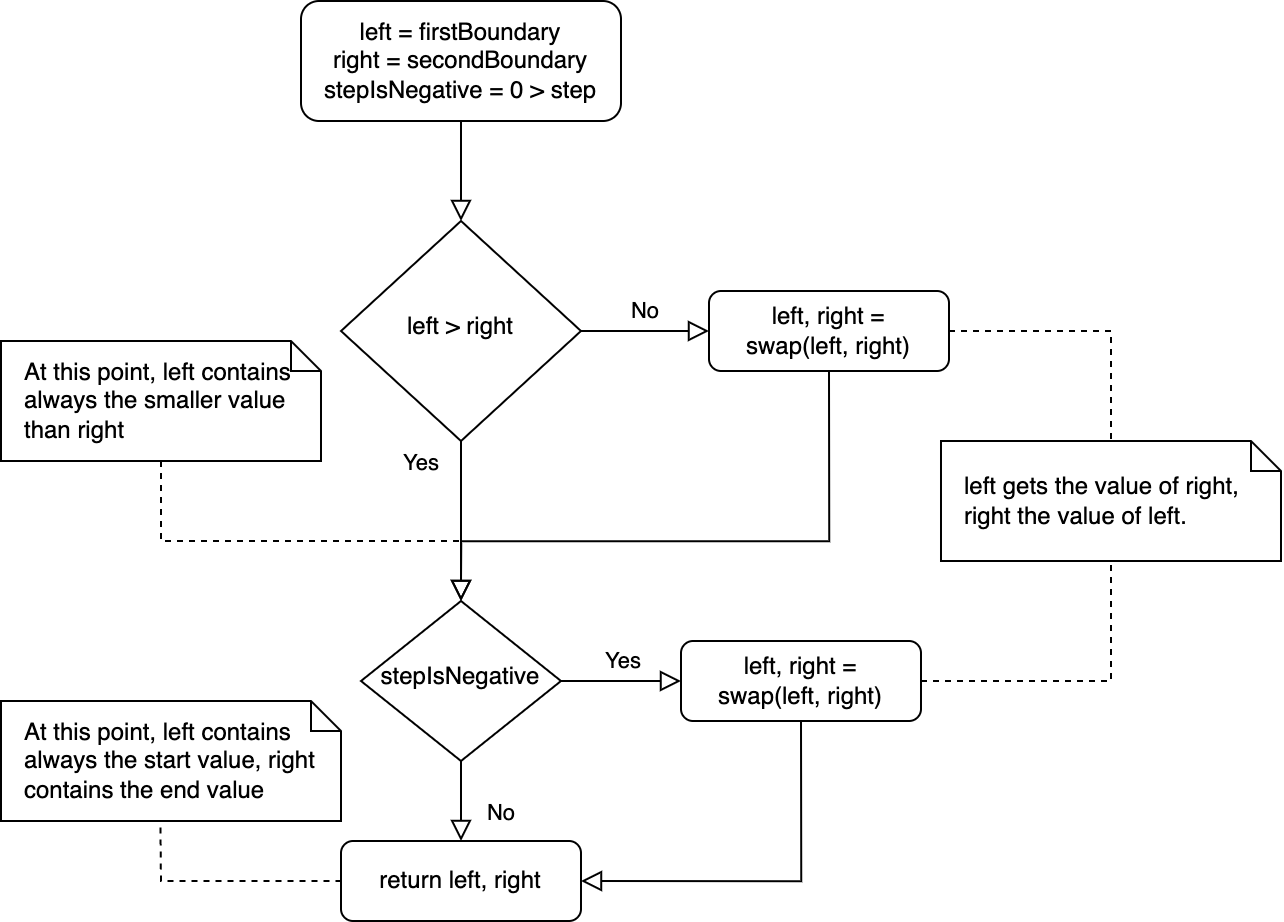 left = firstBoundary
right = secondBoundary
stepIsNegative = 0 > step
left > right
No
left, right =
swap(left, right)
At this point, left contains
always the smaller value
than right
Yes
left gets the value of right,
right the value of left.
stepIsNegative
Yes
left, right =
swap(left, right)
At this point, left contains
always the start value, right
contains the end value
No
return left, right